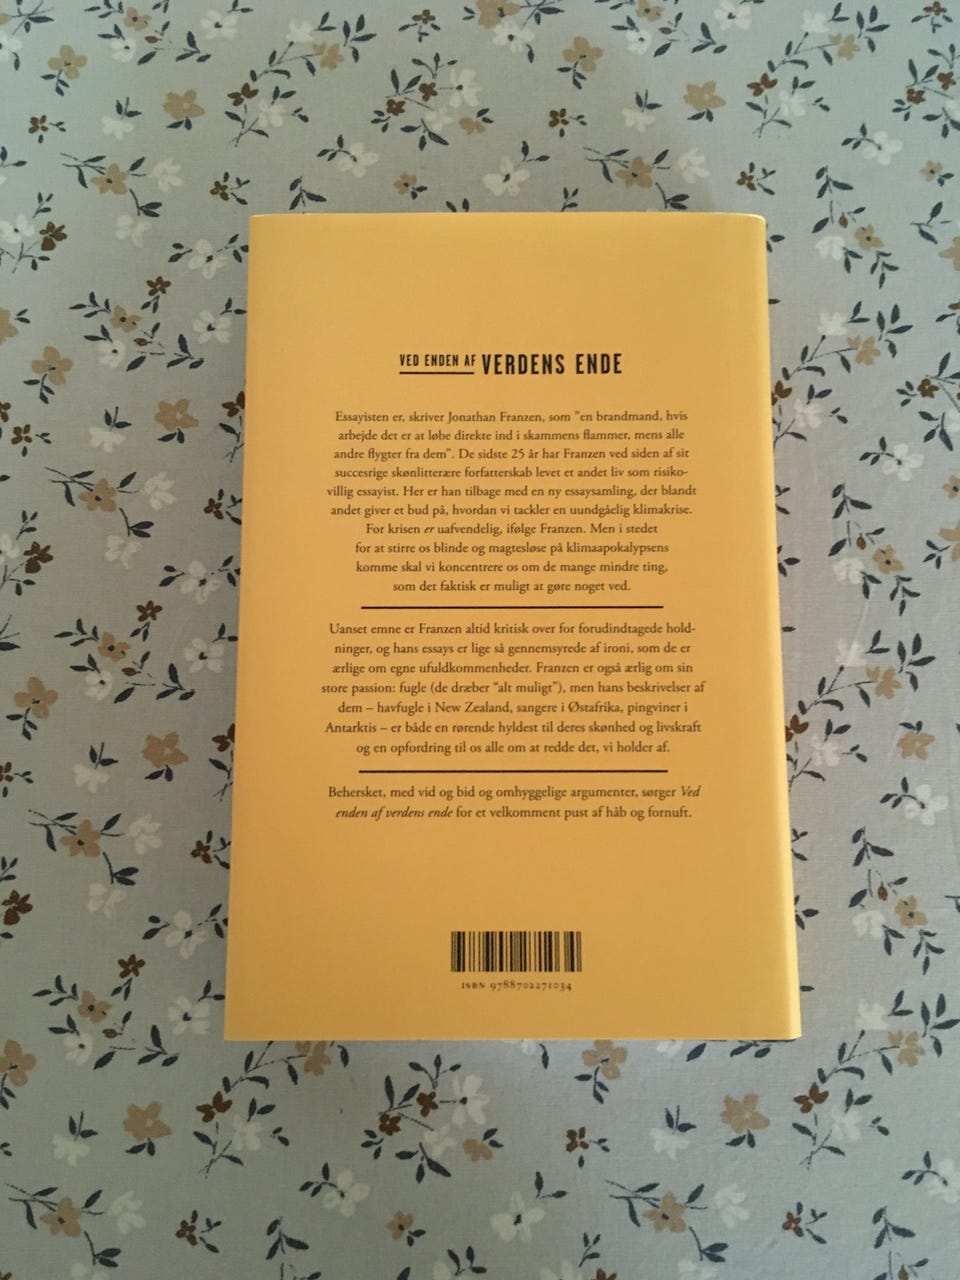 VED ENDEN AF VERDENS ENDE
Essayisten er, skriver Jonathan Franzen, som "en brandmand, hvis
arbejde det er at løbe direkte ind i skammens flammer, mens alle
andre flygter fra dem". De sidste 25 år har Franzen ved siden af sit
succesrige skønlitterære forfatterskab levet et andet liv som risiko-
villig essayist. Her er han tilbage med en ny essaysamling, der blandt
andet giver et bud på, hvordan vi tackler en uundgåelig klimakrise.
For krisen er uafvendelig, ifølge Franzen. Men i stedet
for at stirre os blinde og magtesløse på klimaapokalypsens
komme skal vi koncentrere os om de mange mindre ting,
som det faktisk er muligt at gøre noget ved.
Uanset emne er Franzen altid kritisk over for forudindtagede hold-
ninger, og hans essays er lige så gennemsyrede af ironi, som de er
ærlige om egne ufuldkommenheder. Franzen er også ærlig om sin
store passion: fugle (de dræber “alt muligt”), men hans beskrivelser af
dem – havfugle i New Zealand, sangere i Østafrika, pingviner i
Antarktis – er både en rørende hyldest til deres skønhed og livskraft
og en opfordring til os alle om at redde det, vi holder af.
Behersket, med vid og bid og omhyggelige argumenter, sørger Ved
enden af verdens ende for et velkomment pust af håb og fornuft.
ISBN 9788702271034